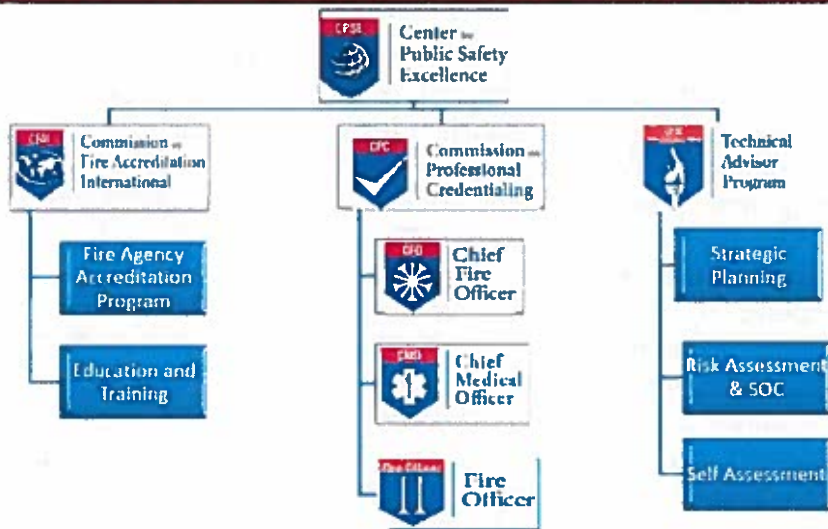 CPSE
Center for
Public Safety
Excellence
CFAI
Commission on
Fire Accreditation
International
CPC
Commission on
Professional
Credentialing
Technical
Advisor
Program
Fire Agency
Accreditation
Program
Education and
Training
CFO
Chief
Fire
Officer
CMO
Chief
Medical
Officer
Fire Officer
Fire
Officer
Strategic
Planning
Risk Assessment
& SOC
Self Assessment